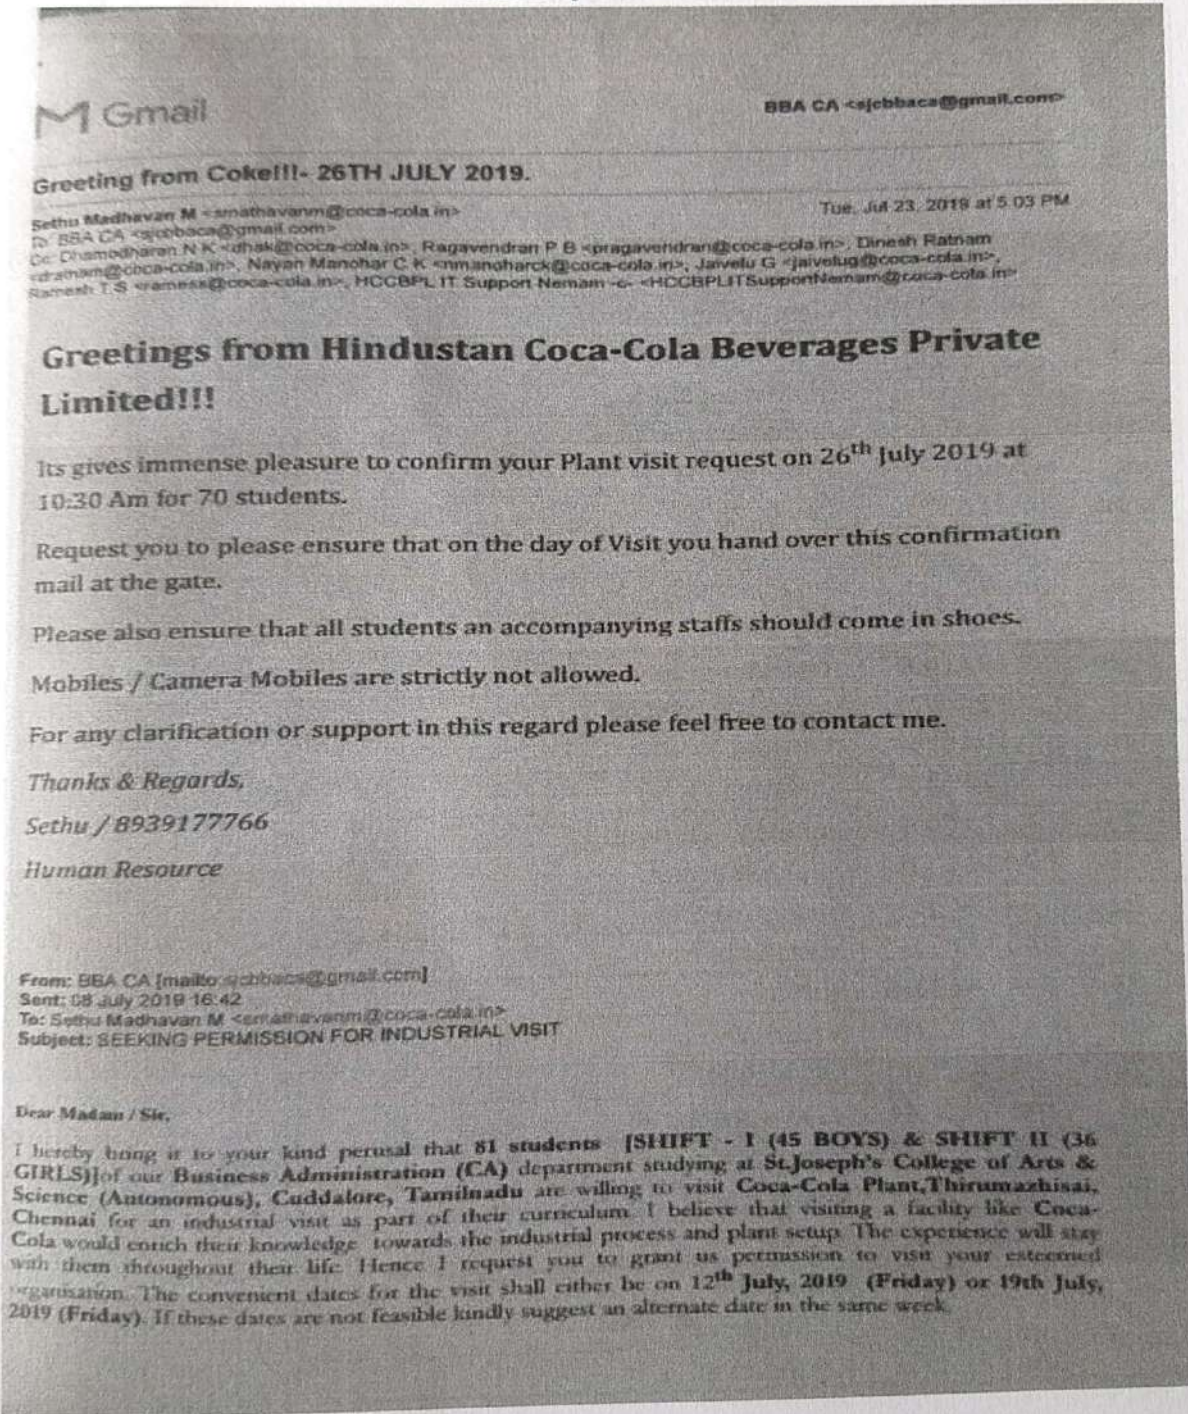 Gmail
BBA CA <sjcbbaca@gmail.com>
Greeting from Coke!!!- 26TH JULY 2019.
Sethu Madhavan M <smathavanm@coca-cola.in>
Tue, Jul 23, 2019 at 5:03 PM
To: BBA CA <sjcbbaca@gmail.com>
Cc: Dhamodharan N K <dhak@coca-cola.in>, Ragavendran P B <pragavendran@coca-cola.in>, Dinesh Ratnam
<dratnam@coca-cola.in>, Nayan Manohar C K <nmanoharck@coca-cola.in>, Jaivelu G <jaivelug@coca-cola.in>,
Ramesh T S <ramess@coca-cola.in>, HCCBPL IT Support Nemam -c- <HCCBPLITSupportNemam@coca-cola.in>
Greetings from Hindustan Coca-Cola Beverages Private
Limited!!!
Its gives immense pleasure to confirm your Plant visit request on 26th July 2019 at
10:30 Am for 70 students.
Request you to please ensure that on the day of Visit you hand over this confirmation
mail at the gate.
Please also ensure that all students an accompanying staffs should come in shoes.
Mobiles / Camera Mobiles are strictly not allowed.
For any clarification or support in this regard please feel free to contact me.
Thanks & Regards,
Sethu / 8939177766
Human Resource
From: BBA CA [mailto:sjcbbaca@gmail.com]
Sent: 08 July 2019 16:42
To: Sethu Madhavan M <smathavanm@coca-cola.in>
Subject: SEEKING PERMISSION FOR INDUSTRIAL VISIT
Dear Madam / Sir,
I hereby bring it to your kind perusal that 81 students [SHIFT - I (45 BOYS) & SHIFT II (36
GIRLS)]of our Business Administration (CA) department studying at St.Joseph's College of Arts &
Science (Autonomous), Cuddalore, Tamilnadu are willing to visit Coca-Cola Plant,Thirumazhisai,
Chennai for an industrial visit as part of their curriculum. I believe that visiting a facility like Coca-
Cola would enrich their knowledge towards the industrial process and plant setup. The experience will stay
with them throughout their life. Hence I request you to grant us permission to visit your esteemed
organisation. The convenient dates for the visit shall either be on 12th July, 2019 (Friday) or 19th July,
2019 (Friday). If these dates are not feasible kindly suggest an alternate date in the same week.